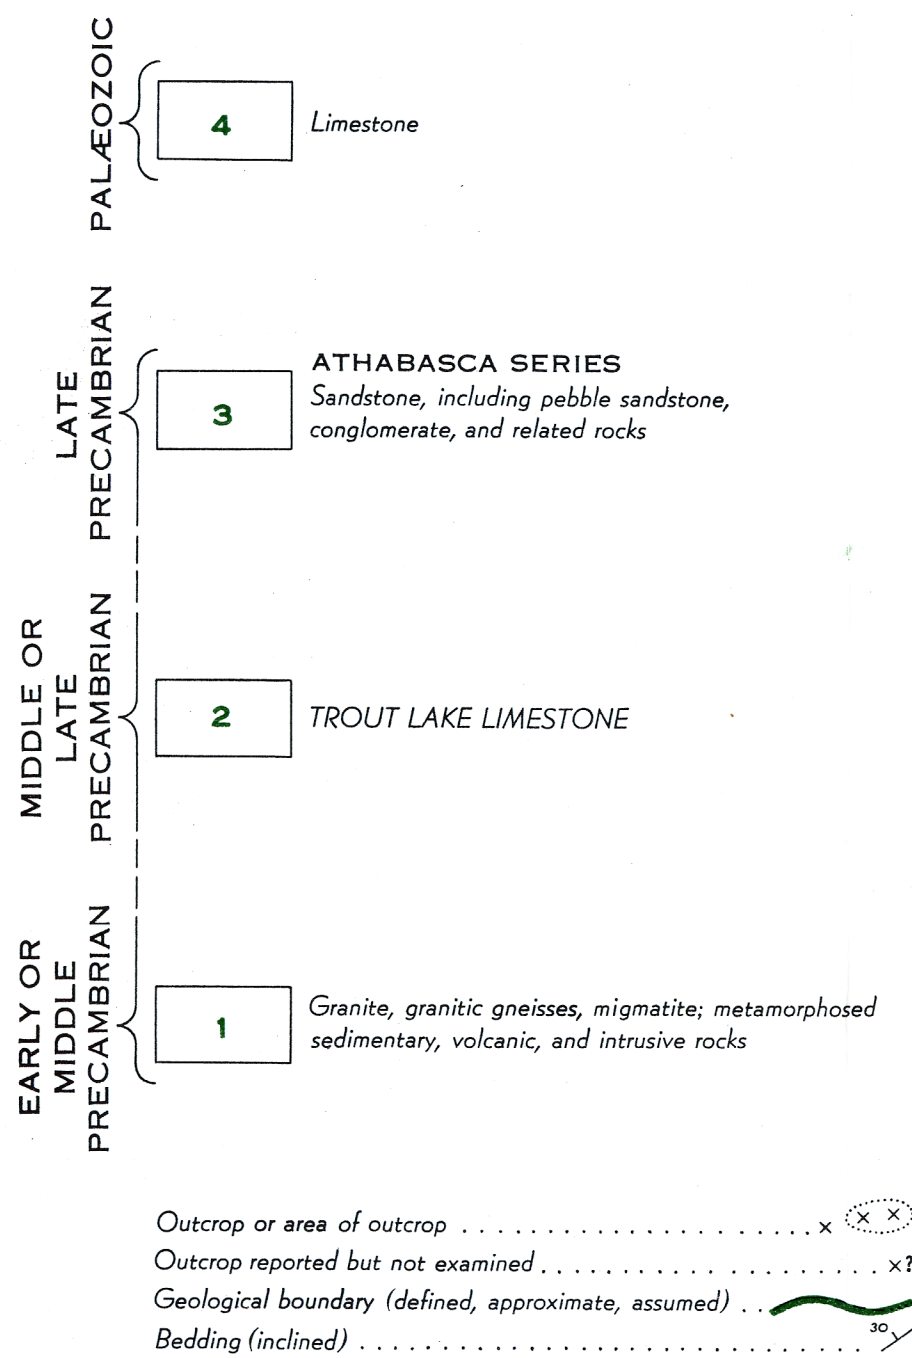 PALÆOZOIC
4
Limestone
LATE
PRECAMBRIAN
3
ATHABASCA SERIES
Sandstone, including pebble sandstone,
conglomerate, and related rocks
MIDDLE OR
LATE
PRECAMBRIAN
2
TROUT LAKE LIMESTONE
EARLY OR
MIDDLE
PRECAMBRIAN
1
Granite, granitic gneisses, migmatite; metamorphosed
sedimentary, volcanic, and intrusive rocks
Outcrop or area of outcrop . . . . . . . . . . . . . . . . . . . . . x x x
Outcrop reported but not examined . . . . . . . . . . . . . . . . . . . . x?
Geological boundary (defined, approximate, assumed) . .
Bedding (inclined) . . . . . . . . . . . . . . . . . . . . . . . . . . . . . 30